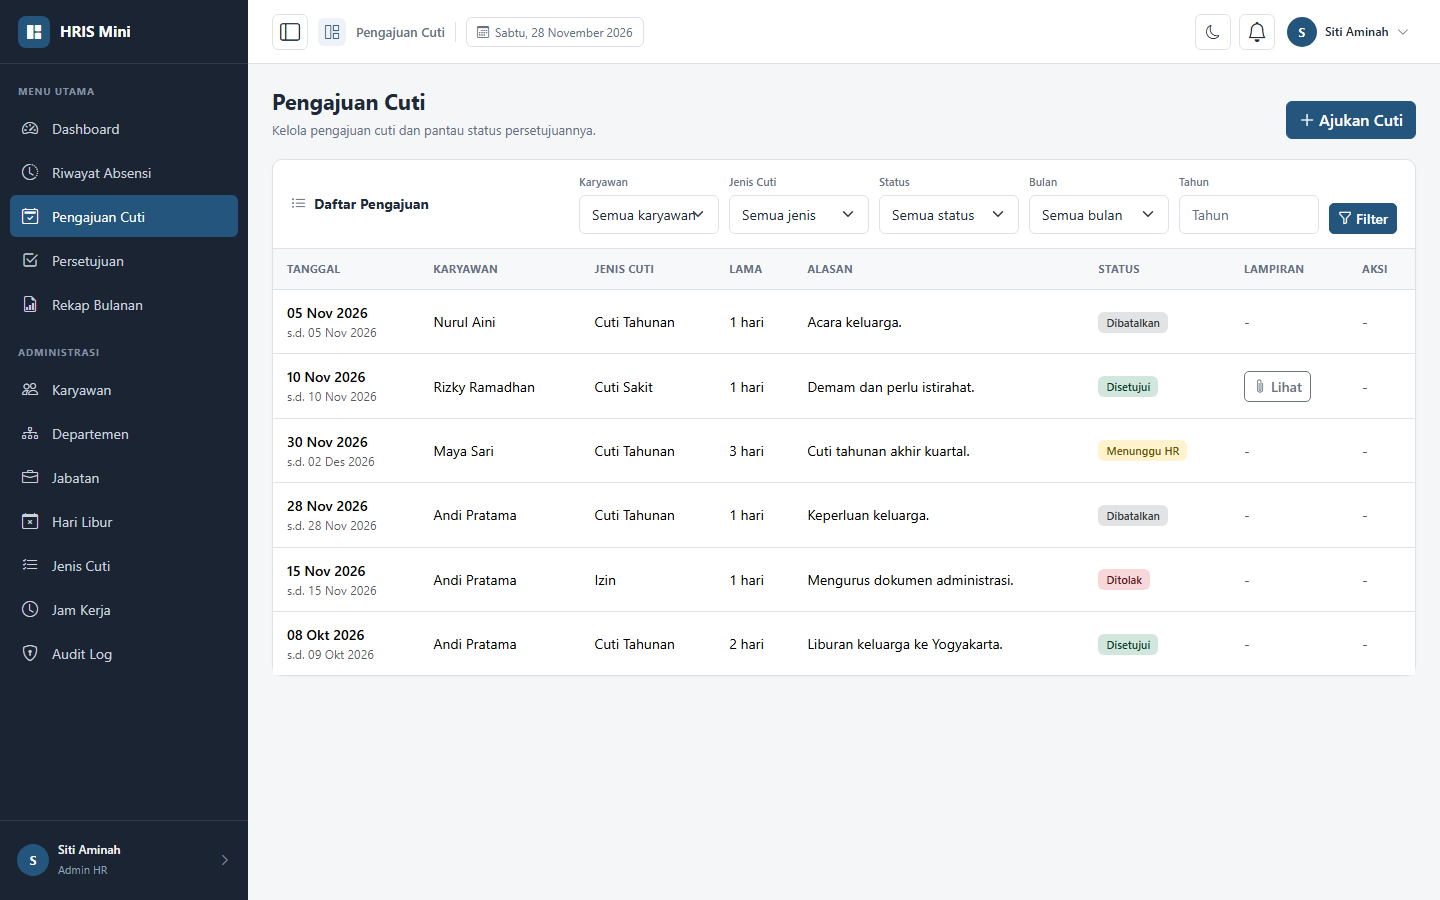 HRIS Mini
MENU UTAMA
Dashboard
Riwayat Absensi
Pengajuan Cuti
Persetujuan
Rekap Bulanan
ADMINISTRASI
Karyawan
Departemen
Jabatan
Hari Libur
Jenis Cuti
Jam Kerja
Audit Log
S
Siti Aminah
Admin HR
Pengajuan Cuti
Sabtu, 28 November 2026
S
Siti Aminah
Pengajuan Cuti
Kelola pengajuan cuti dan pantau status persetujuannya.
+ Ajukan Cuti
Daftar Pengajuan
Karyawan
Semua karyawan
Jenis Cuti
Semua jenis
Status
Semua status
Bulan
Semua bulan
Tahun
Tahun
Filter
TANGGAL KARYAWAN JENIS CUTI LAMA ALASAN STATUS LAMPIRAN AKSI
05 Nov 2026
s.d. 05 Nov 2026
Nurul Aini Cuti Tahunan 1 hari Acara keluarga. Dibatalkan - -
10 Nov 2026
s.d. 10 Nov 2026
Rizky Ramadhan Cuti Sakit 1 hari Demam dan perlu istirahat. Disetujui Lihat -
30 Nov 2026
s.d. 02 Des 2026
Maya Sari Cuti Tahunan 3 hari Cuti tahunan akhir kuartal. Menunggu HR - -
28 Nov 2026
s.d. 28 Nov 2026
Andi Pratama Cuti Tahunan 1 hari Keperluan keluarga. Dibatalkan - -
15 Nov 2026
s.d. 15 Nov 2026
Andi Pratama Izin 1 hari Mengurus dokumen administrasi. Ditolak - -
08 Okt 2026
s.d. 09 Okt 2026
Andi Pratama Cuti Tahunan 2 hari Liburan keluarga ke Yogyakarta. Disetujui - -